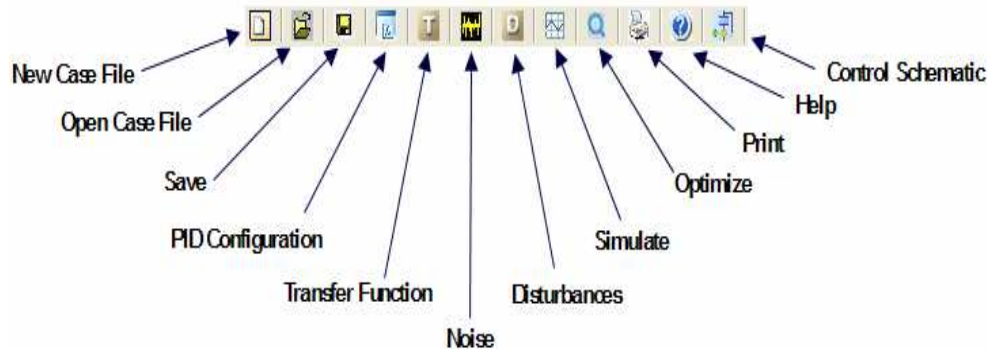 T
D
?
New Case File
Control Schematic
Help
Open Case File
Print
Save
Optimize
PID Configuration
Simulate
Transfer Function
Disturbances
Noise